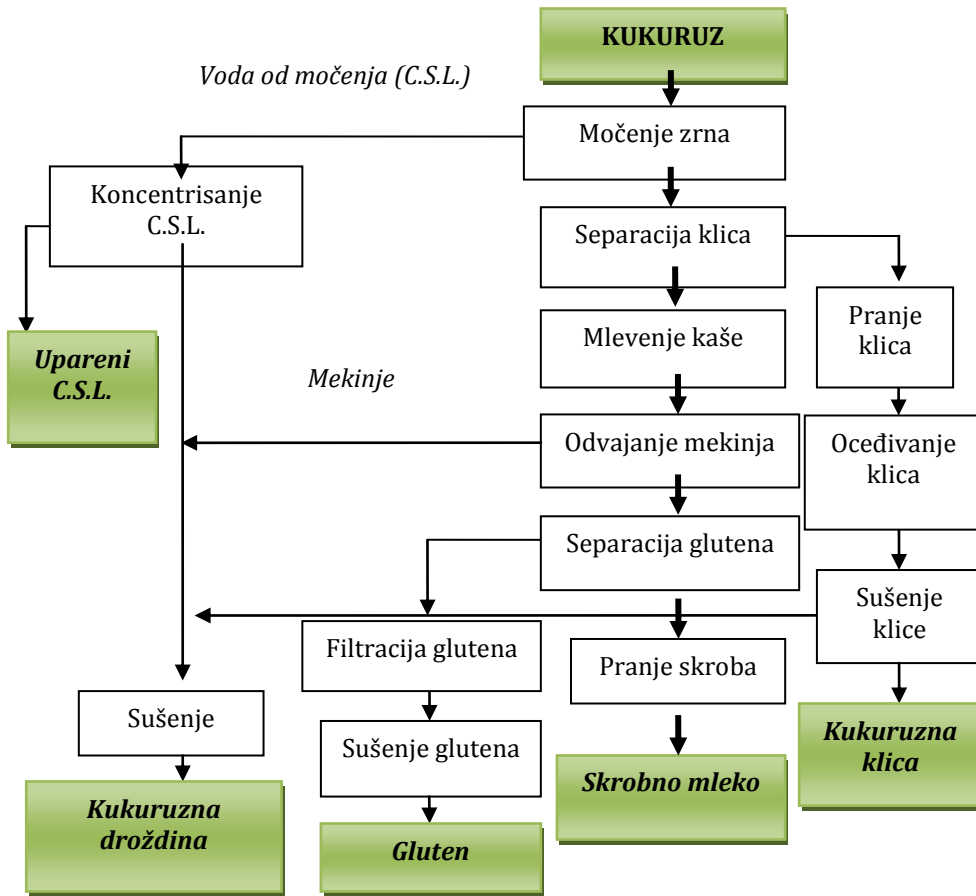 KUKURUZ
Voda od močenja (C.S.L.)
Močenje zrna
Koncentrisanje
C.S.L.
Separacija klica
Pranje
klica
Mlevenje kaše
Upareni
C.S.L.
Mekinje
Odvajanje mekinja
Oceđivanje
klica
Separacija glutena
Sušenje
klice
Filtracija glutena
Pranje skroba
Sušenje
Sušenje glutena
Kukuruzna
klica
Skrobno mleko
Kukuruzna
droždina
Gluten